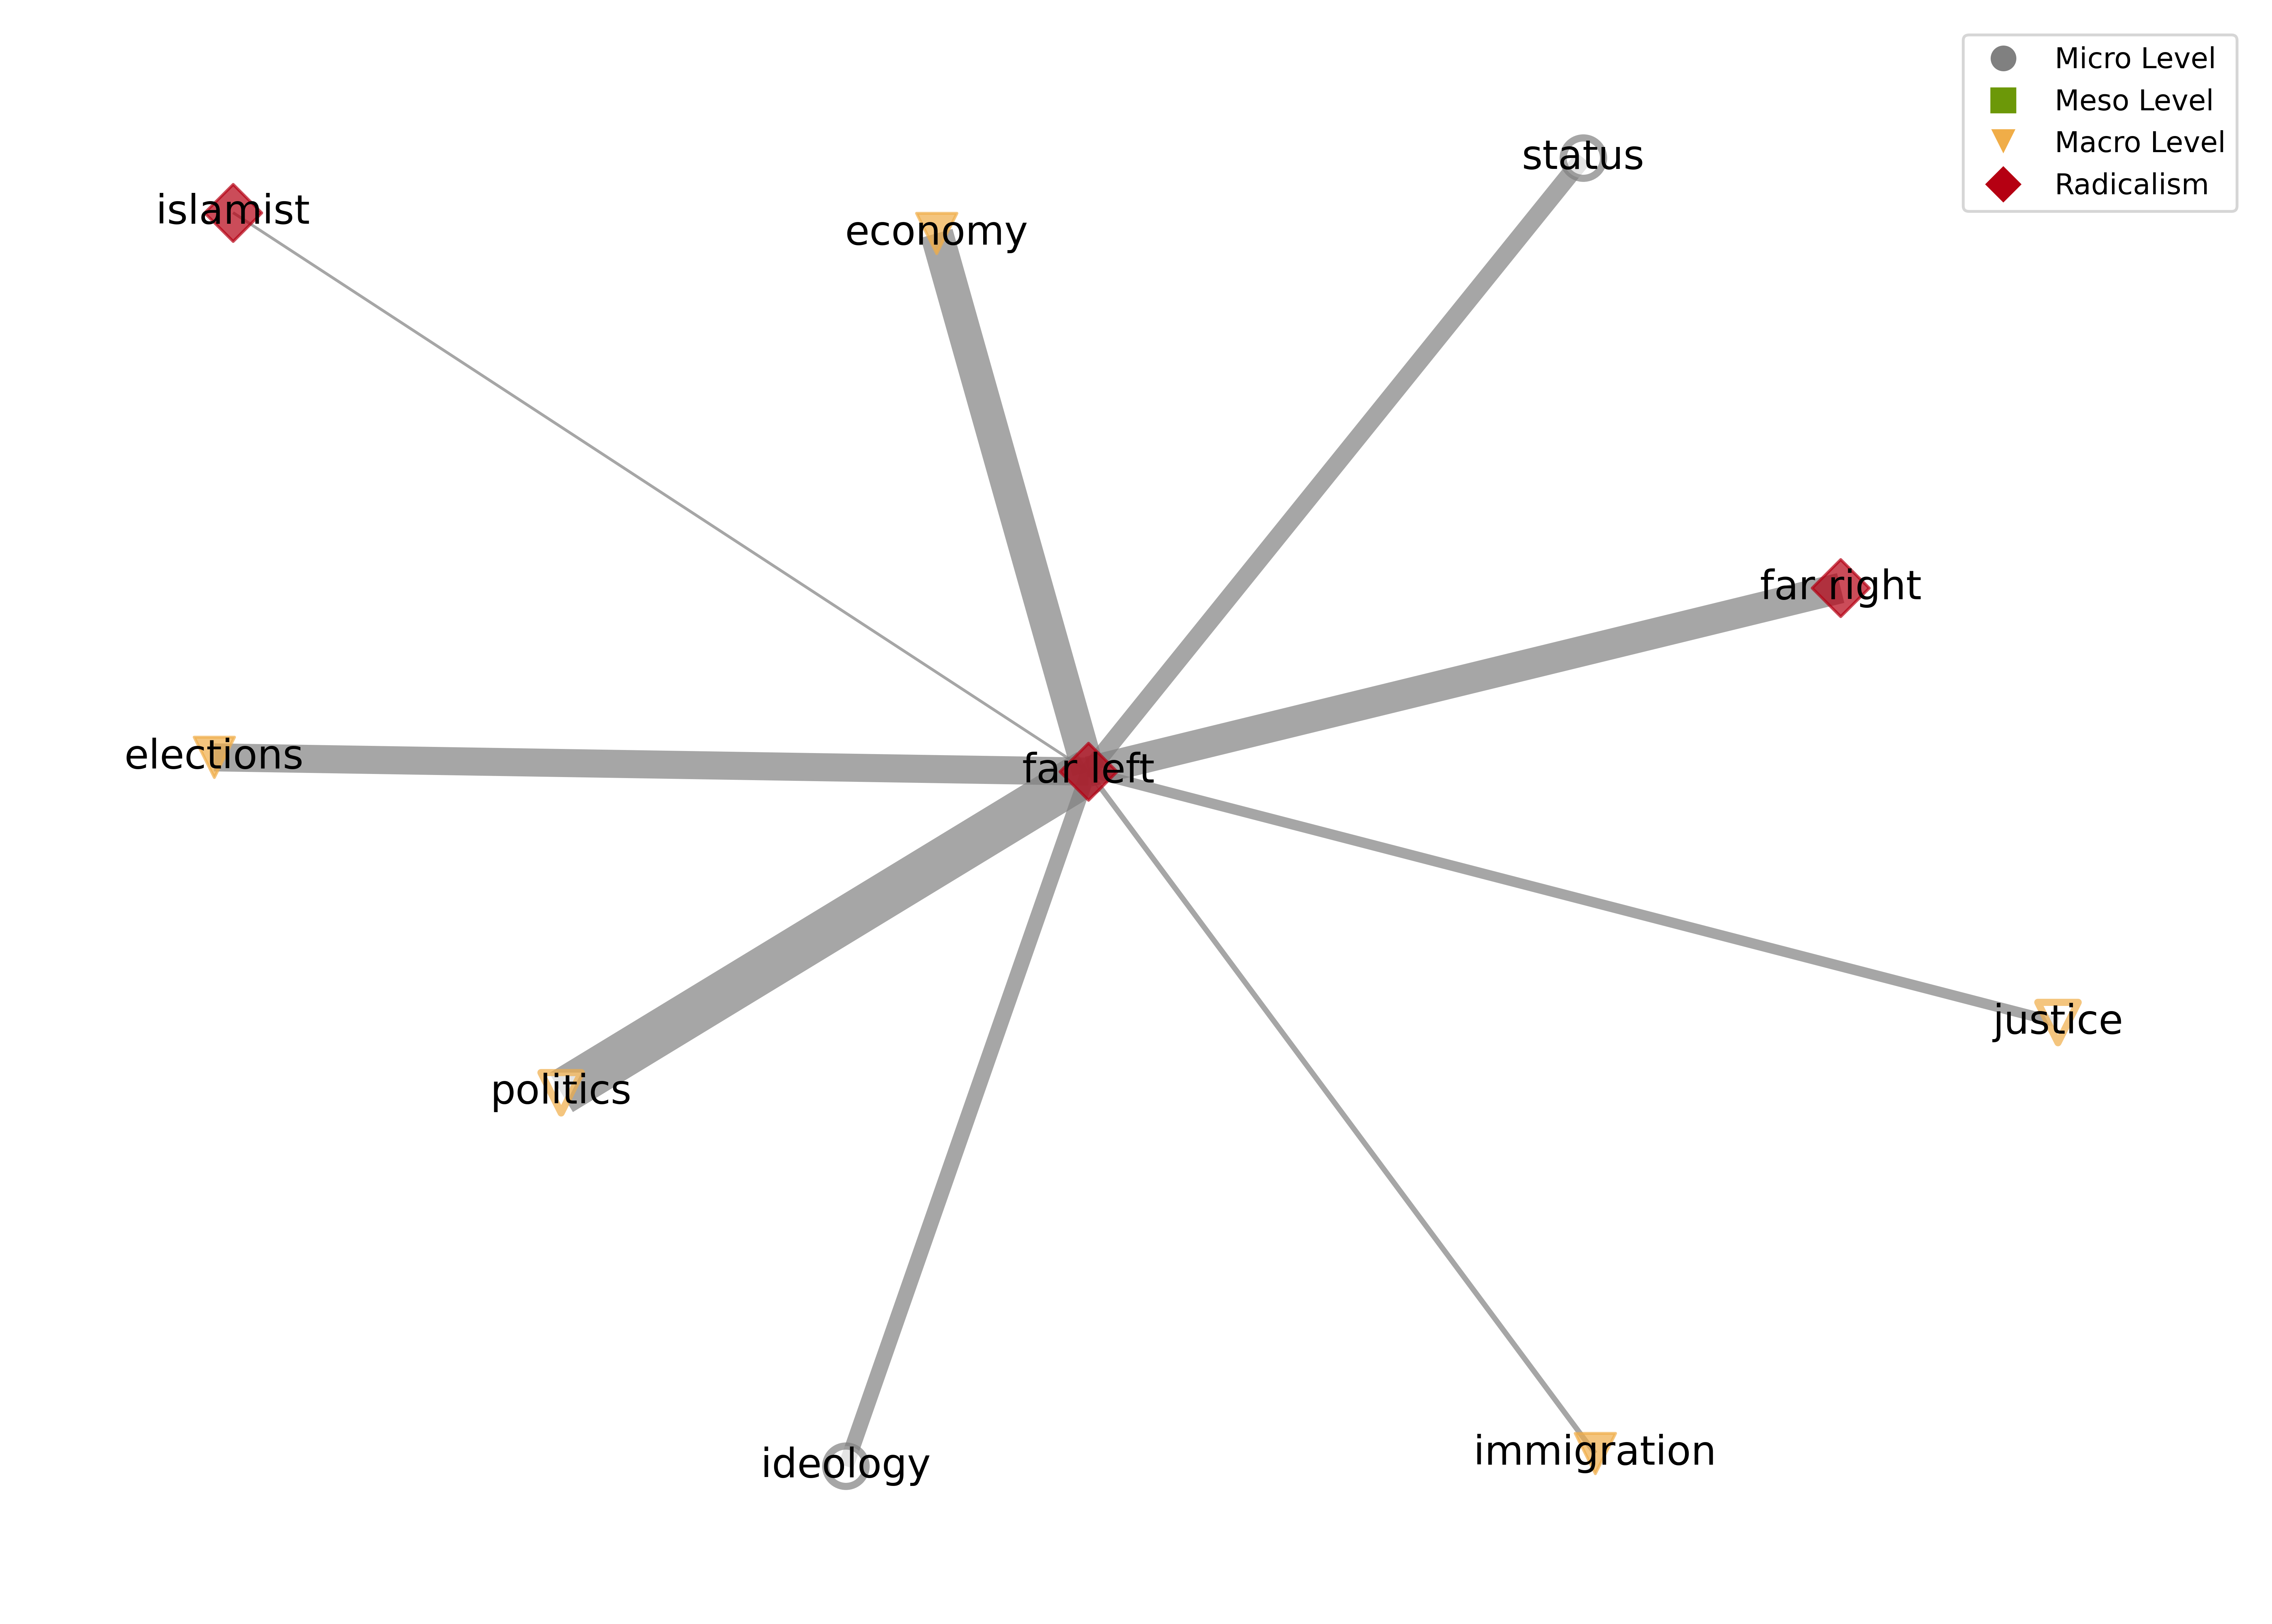 Micro Level
Meso Level
Macro Level
Radicalism
status
islamist
economy
far right
elections
far left
justice
politics
immigration
ideology